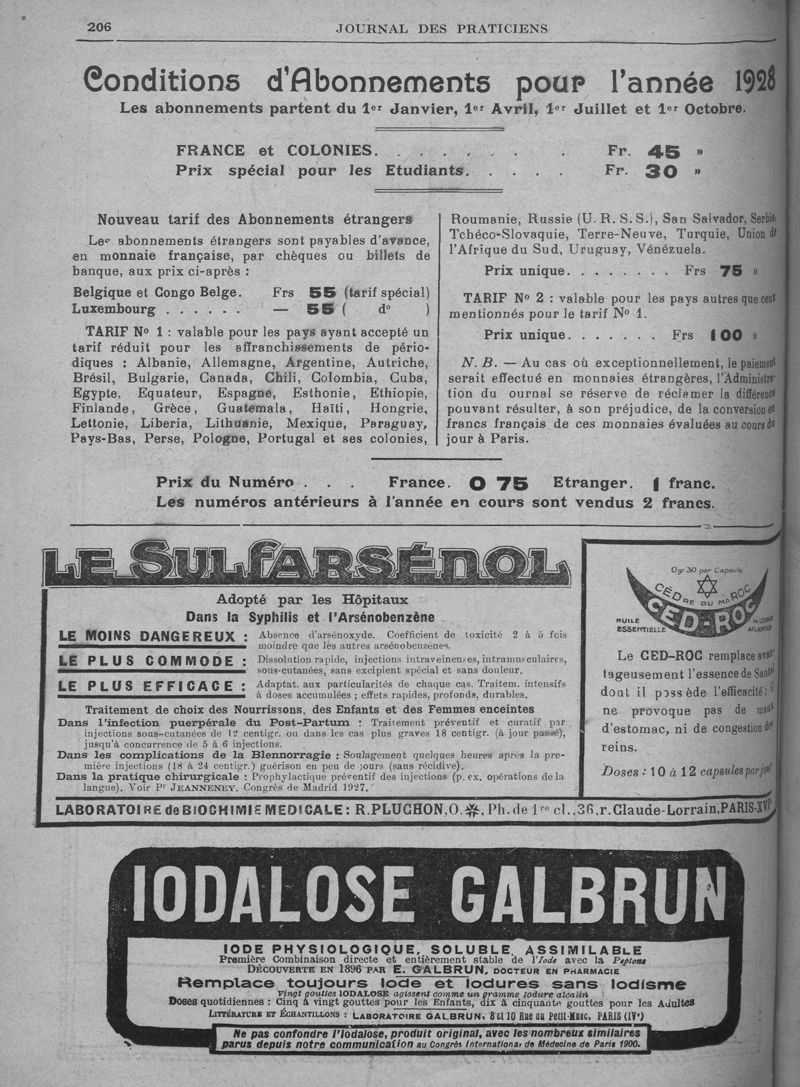 206
JOURNAL DES PRATICIENS
Conditions d'Abonnements pour l'année 1928
Les abonnements partent du 1er Janvier, 1er Avril, 1er Juillet et 1er Octobre.
FRANCE et COLONIES. . . . . . . . Fr. 45 »
Prix spécial pour les Etudiants. . . . . Fr. 30 »
Nouveau tarif des Abonnements étrangers
Les abonnements étrangers sont payables d'avance,
en monnaie française, par chèques ou billets de
banque, aux prix ci-après :
Belgique et Congo Belge. Frs 55 (tarif spécial)
Luxembourg . . . . . . — 55 ( do )
TARIF No 1 : valable pour les pays ayant accepté un
tarif réduit pour les affranchissements de pério-
diques : Albanie, Allemagne, Argentine, Autriche,
Brésil, Bulgarie, Canada, Chili, Colombia, Cuba,
Egypte, Equateur, Espagne, Esthonie, Ethiopie,
Finlande, Grèce, Guatemala, Haïti, Hongrie,
Lettonie, Liberia, Lithuanie, Mexique, Paraguay,
Pays-Bas, Perse, Pologne, Portugal et ses colonies,
Roumanie, Russie (U. R. S. S.), San Salvador, Serbie,
Tchéco-Slovaquie, Terre-Neuve, Turquie, Union de
l'Afrique du Sud, Uruguay, Vénézuela.
Prix unique. . . . . . . . Frs 75 »
TARIF No 2 : valable pour les pays autres que ceux
mentionnés pour le tarif No 1.
Prix unique. . . . . . . Frs 100 »
N. B. — Au cas où exceptionnellement, le paiement
serait effectué en monnaies étrangères, l'Administra-
tion du ournal se réserve de réclamer la différence
pouvant résulter, à son préjudice, de la conversion en
francs français de ces monnaies évaluées au cours du
jour à Paris.
Prix du Numéro . . . France. 0 75 Etranger. 1 franc.
Les numéros antérieurs à l'année en cours sont vendus 2 francs.
LE SULFARSÉNOL
Adopté par les Hôpitaux
Dans la Syphilis et l'Arsénobenzène
LE MOINS DANGEREUX : Absence d'arsénoxyde. Coefficient de toxicité 2 à 5 fois
moindre que lès autres arsénobenzènes.
LE PLUS COMMODE : Dissolution rapide, injections intraveineuses, intramusculaires,
sous-cutanées, sans excipient spécial et sans douleur.
LE PLUS EFFICACE : Adaptat. aux particularités de chaque cas. Traitem. intensifs
à doses accumulées ; effets rapides, profonds, durables.
Traitement de choix des Nourrissons, des Enfants et des Femmes enceintes
Dans l'infection puerpérale du Post-Partum : Traitement préventif et curatif par
injections sous-cutanées de 12 centigr. ou dans les cas plus graves 18 centigr. (à jour passé),
jusqu'à concurrence de 5 à 6 injections.
Dans les complications de la Blennorragie : Soulagement quelques heures après la pre-
mière injections (18 à 24 centigr.) guérison en peu de jours (sans récidive).
Dans la pratique chirurgicale : Prophylactique préventif des injections (p. ex. opérations de la
langue). Voir Pr JEANNENEY. Congrès de Madrid 1927.
0gr30 par Capsule
CÈDRE DU MAROC
CED-ROC
HUILE
ESSENTIELLE
ATLANTICA
Le CED-ROC remplace avan-
tageusement l'essence de Santal
dont il possède l'efficacité : il
ne provoque pas de maux
d'estomac, ni de congestion des
reins.
Doses : 10 à 12 capsules par jour
LABORATOIRE de BIOCHIMIE MEDICALE : R. PLUCHON, O. ✻, Ph. de 1re cl., 36, r. Claude-Lorrain, PARIS-XVIe
IODALOSE GALBRUN
IODE PHYSIOLOGIQUE, SOLUBLE, ASSIMILABLE
Première Combinaison directe et entièrement stable de l'Iode avec la Peptone
DÉCOUVERTE EN 1896 PAR E. GALBRUN, DOCTEUR EN PHARMACIE
Remplace toujours Iode et Iodures sans Iodisme
Vingt gouttes IODALOSE agissent comme un gramme Iodure alcalin
Doses quotidiennes : Cinq à vingt gouttes pour les Enfants, dix à cinquante gouttes pour les Adultes
LITTÉRATURE ET ÉCHANTILLONS : LABORATOIRE GALBRUN, 8 et 10 Rue du Petit-Musc, PARIS (IVe)
Ne pas confondre l'Iodalose, produit original, avec les nombreux similaires
parus depuis notre communication au Congrès International de Médecine de Paris 1900.